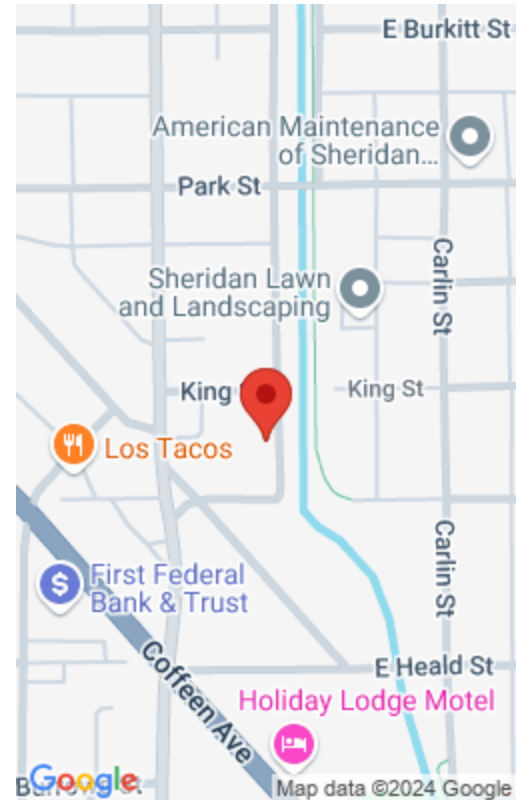 E Burkitt St
American Maintenance
of Sheridan...
Park St
Carlin St
Sheridan Lawn
and Landscaping
King
King St
Los Tacos
Carlin St
First Federal
Bank & Trust
Coffeen Ave
E Heald St
Holiday Lodge Motel
Google
Map data ©2024 Google